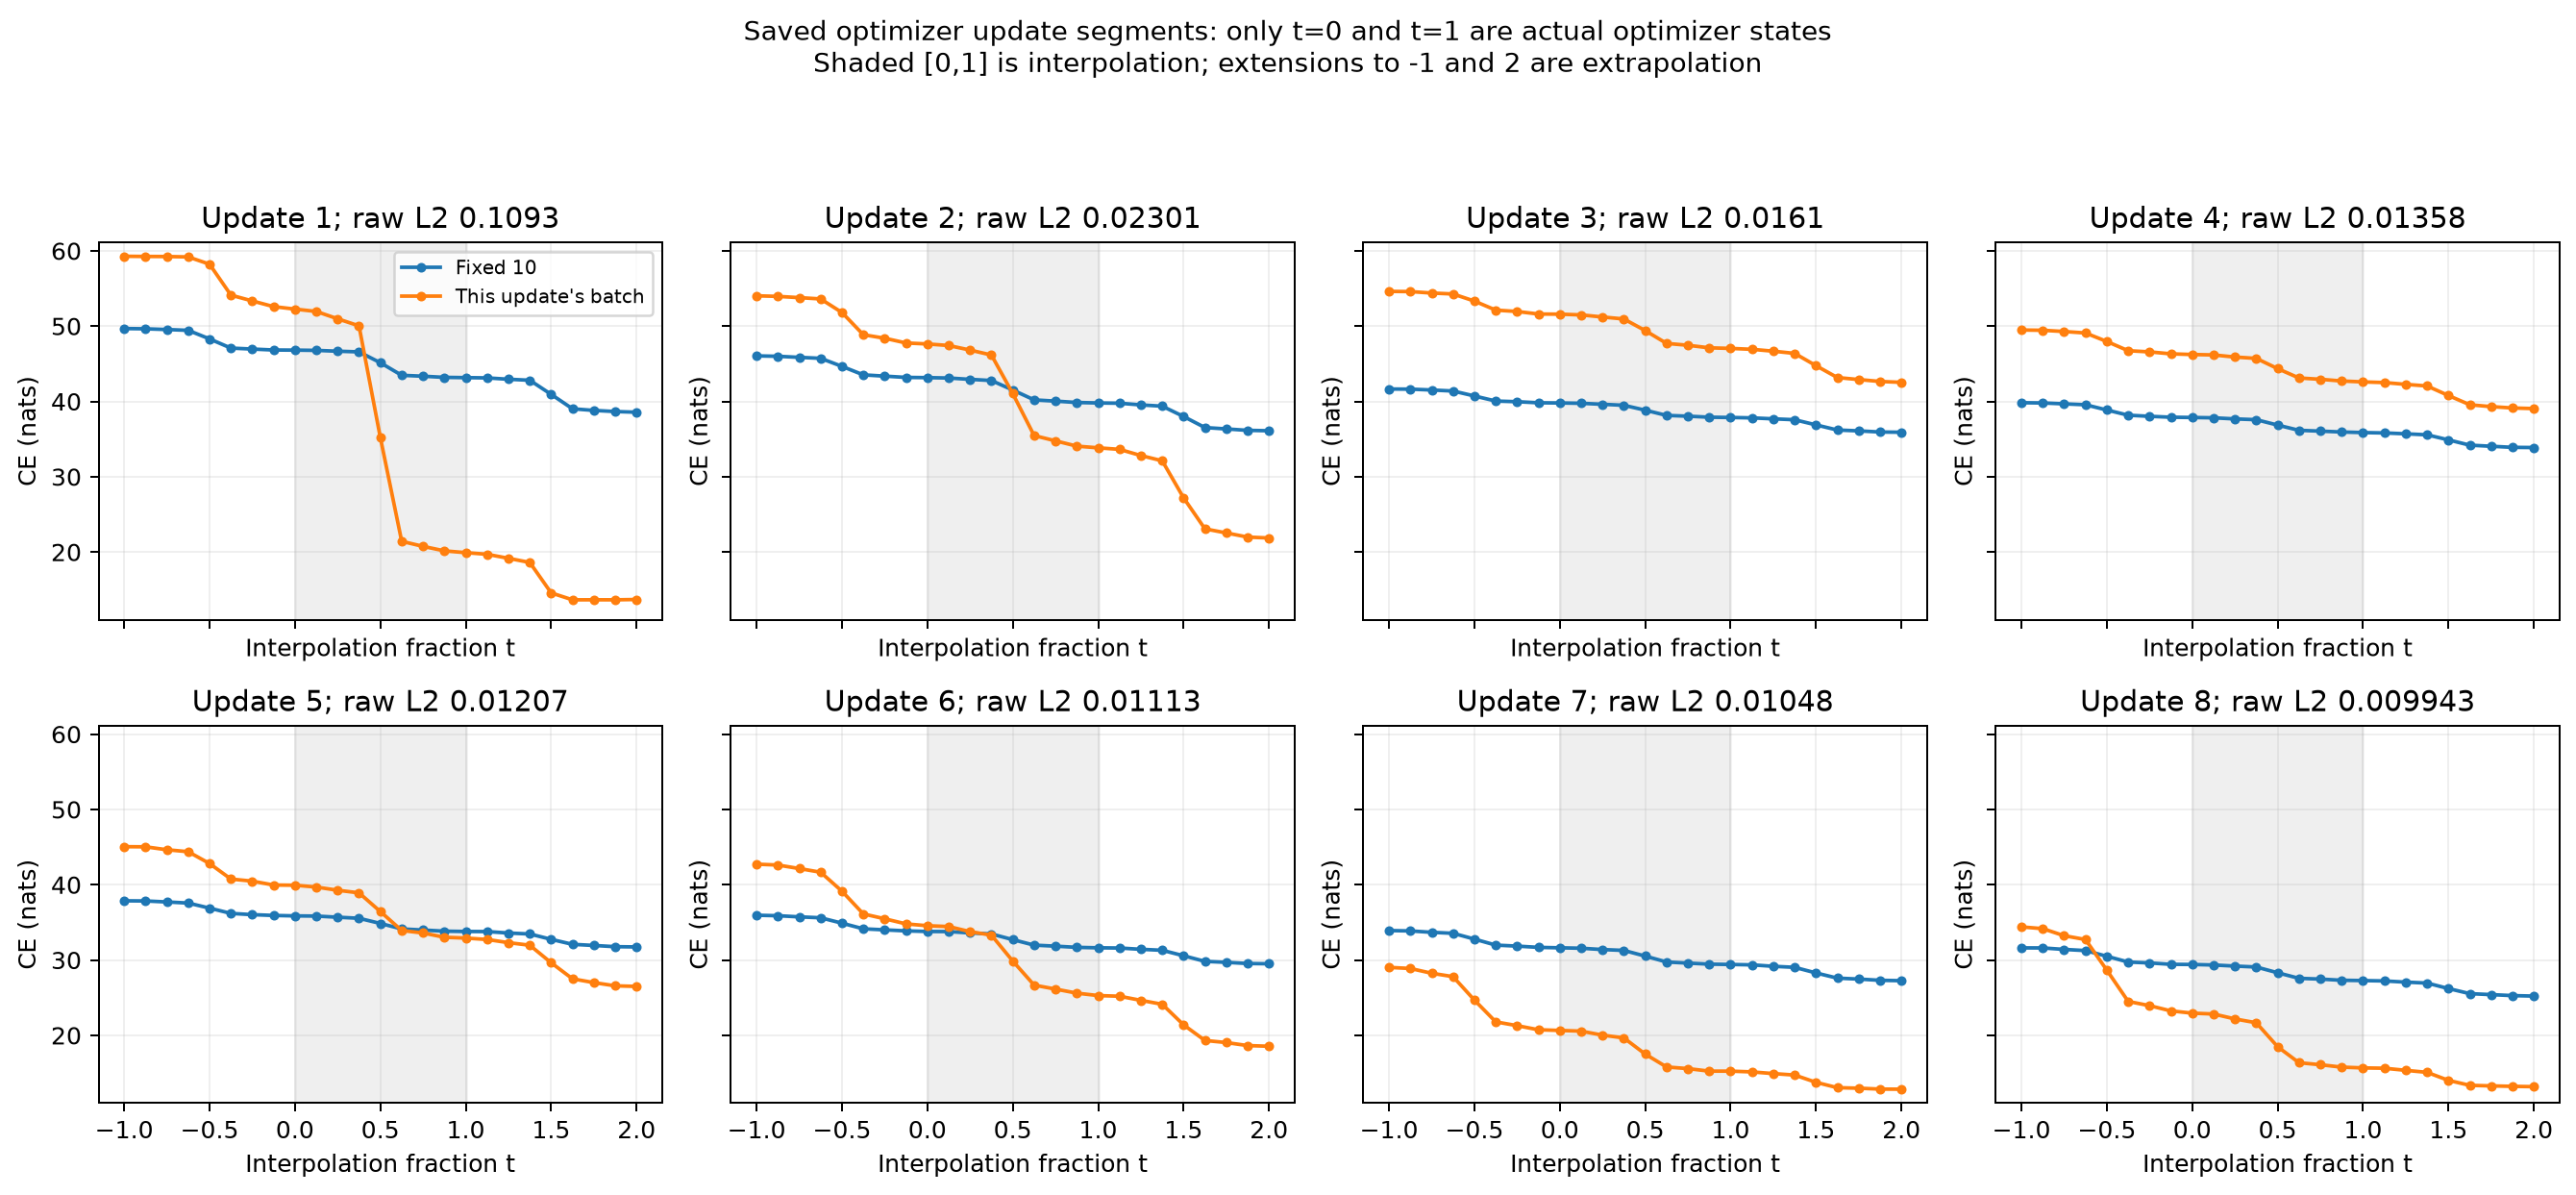 Saved optimizer update segments: only t=0 and t=1 are actual optimizer states
Shaded [0,1] is interpolation; extensions to -1 and 2 are extrapolation
Update 1; raw L2 0.1093
Update 2; raw L2 0.02301
Update 3; raw L2 0.0161
Update 4; raw L2 0.01358
Fixed 10
This update's batch
60
50
40
30
20
CE (nats)
CE (nats)
CE (nats)
CE (nats)
Interpolation fraction t
Interpolation fraction t
Interpolation fraction t
Interpolation fraction t
Update 5; raw L2 0.01207
Update 6; raw L2 0.01113
Update 7; raw L2 0.01048
Update 8; raw L2 0.009943
60
50
40
30
20
CE (nats)
CE (nats)
CE (nats)
CE (nats)
−1.0 −0.5 0.0 0.5 1.0 1.5 2.0
−1.0 −0.5 0.0 0.5 1.0 1.5 2.0
−1.0 −0.5 0.0 0.5 1.0 1.5 2.0
−1.0 −0.5 0.0 0.5 1.0 1.5 2.0
Interpolation fraction t
Interpolation fraction t
Interpolation fraction t
Interpolation fraction t